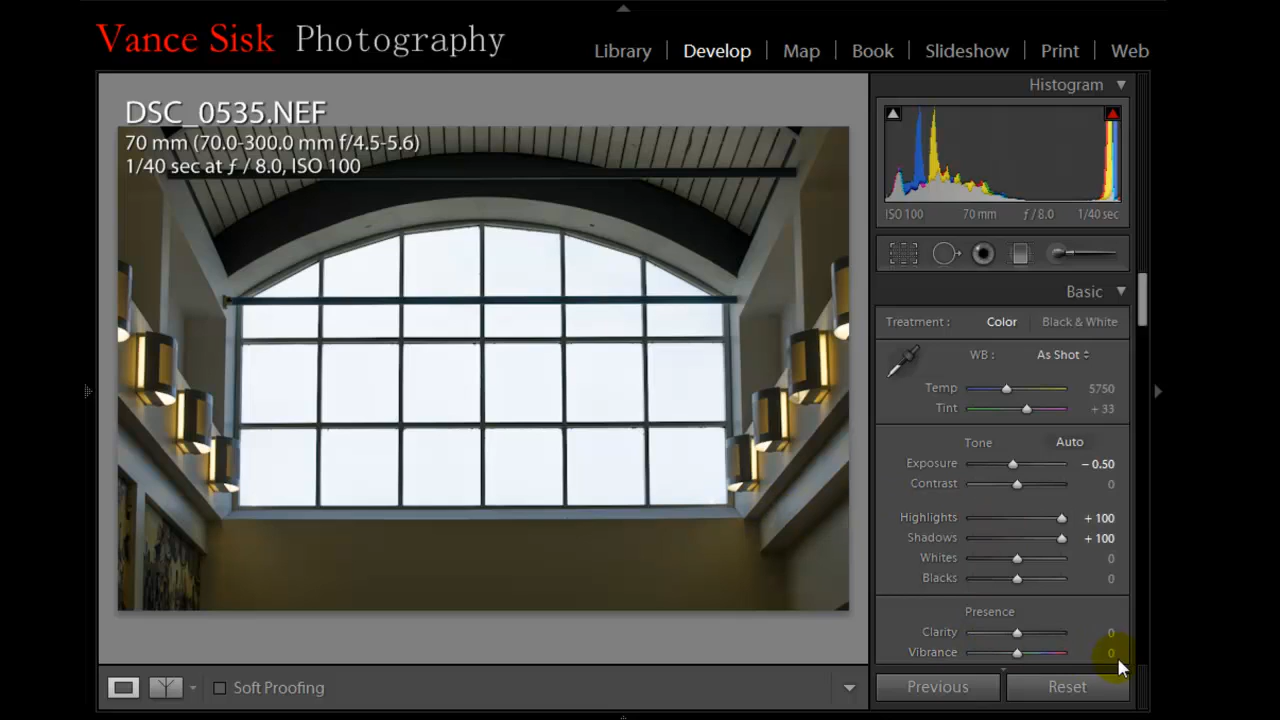 Vance Sisk Photography
Library | Develop | Map | Book | Slideshow | Print | Web
DSC_0535.NEF
70 mm (70.0-300.0 mm f/4.5-5.6)
1/40 sec at ƒ / 8.0, ISO 100
Histogram
ISO 100 70 mm ƒ / 8.0 1/40 sec
Basic
Treatment : Color Black & White
WB : As Shot
Temp 5750
Tint + 33
Tone Auto
Exposure – 0.50
Contrast 0
Highlights + 100
Shadows + 100
Whites 0
Blacks 0
Presence
Clarity 0
Vibrance 0
Soft Proofing
Previous Reset